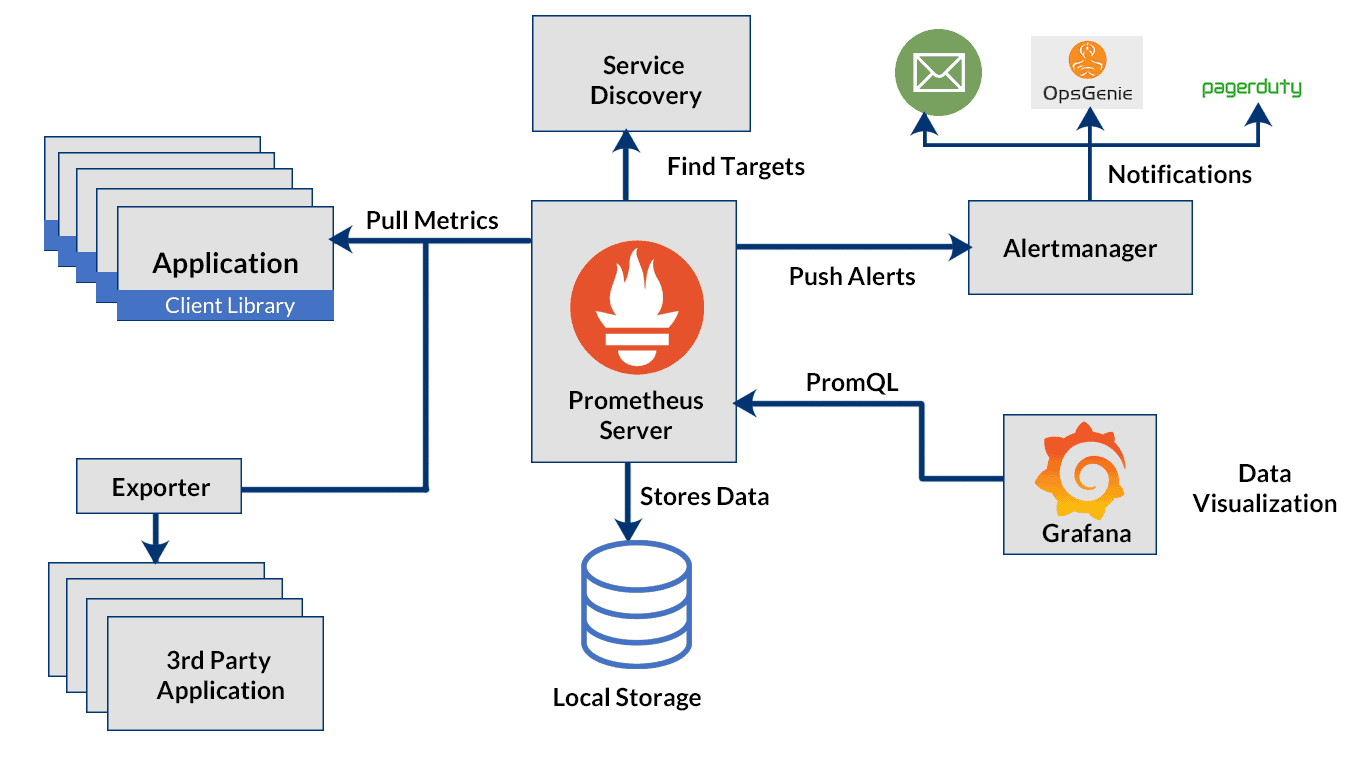 Service
Discovery
OpsGenie
pagerduty
Find Targets
Notifications
Pull Metrics
Application
Client Library
Push Alerts
Alertmanager
Prometheus
Server
PromQL
Exporter
Stores Data
Grafana
Data
Visualization
3rd Party
Application
Local Storage